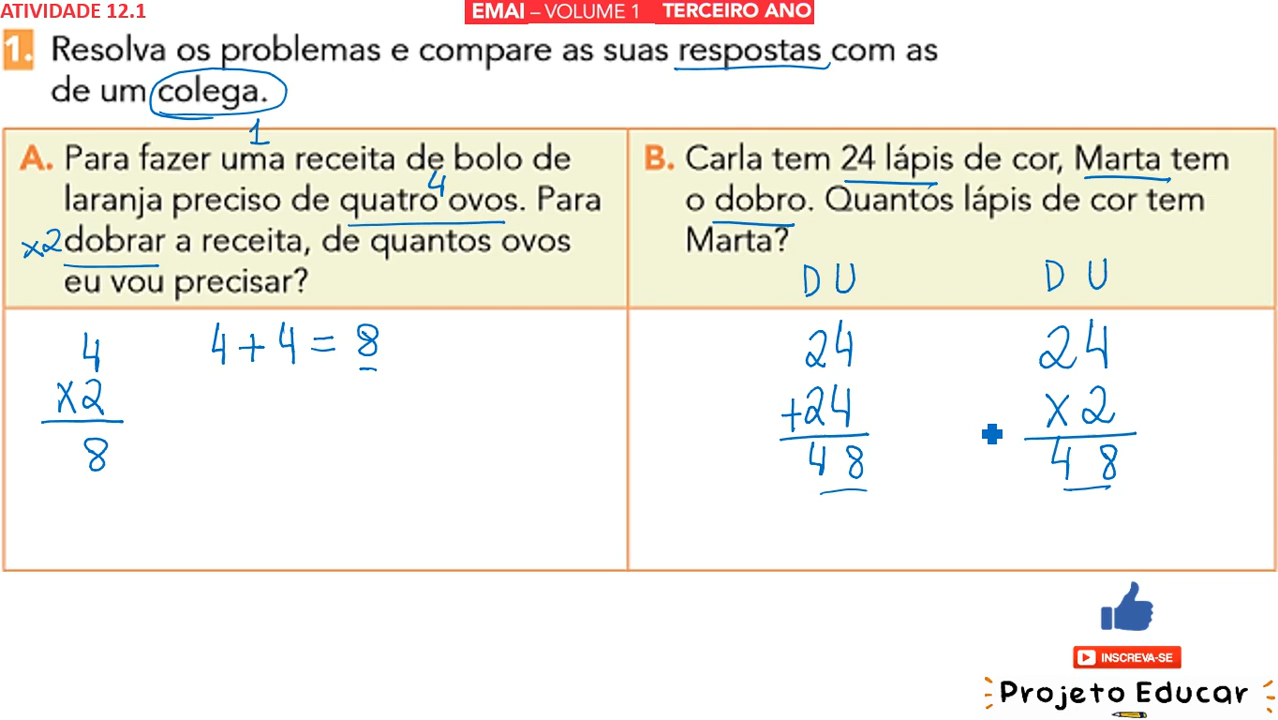 ATIVIDADE 12.1
EMAI – VOLUME 1 TERCEIRO ANO
1. Resolva os problemas e compare as suas respostas com as
de um colega.
1
A. Para fazer uma receita de bolo de
laranja preciso de quatro ovos. Para
4
x2
dobrar a receita, de quantos ovos
eu vou precisar?
B. Carla tem 24 lápis de cor, Marta tem
o dobro. Quantos lápis de cor tem
Marta?
D U
D U
4
x2
8
4 + 4 = 8
24
+24
48
24
x 2
48
INSCREVA-SE
Projeto Educar